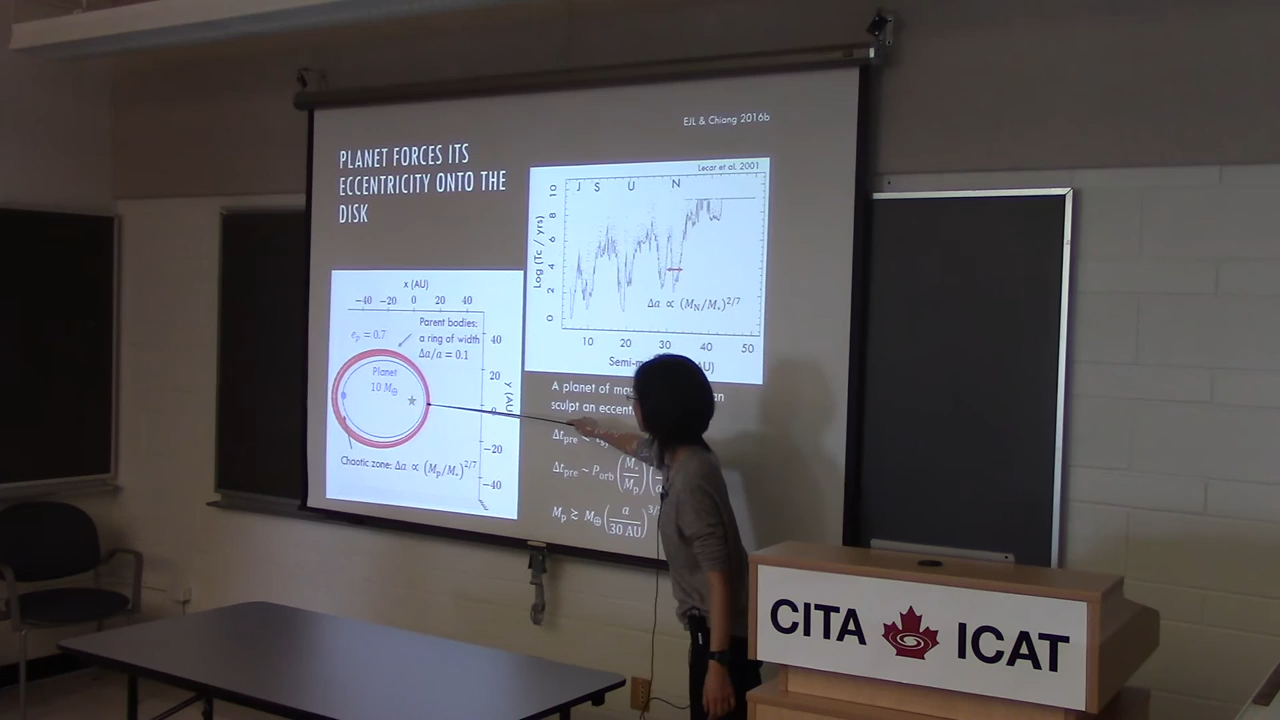 EJL & Chiang 2016b
PLANET FORCES ITS
ECCENTRICITY ONTO THE
DISK
Lecar et al. 2001
J S U N
Log (Tc / yrs)
10
8
6
4
2
0
Δa ∝ (M_N/M_*)^{2/7}
10 20 30 40 50
AU)
x (AU)
−40 −20 0 20 40
e_p = 0.7
Parent bodies:
a ring of width
Δa/a = 0.1
Planet
10 M_⊕
40
20
−20
−40
Chaotic zone: Δa ∝ (M_p/M_*)^{2/7}
A planet of
sculpt an
Δt_pre
Δt_pre ~ P_orb (M_*/M_p)
M_p ≳ M_⊕ (a/30 AU)
CITA ICAT